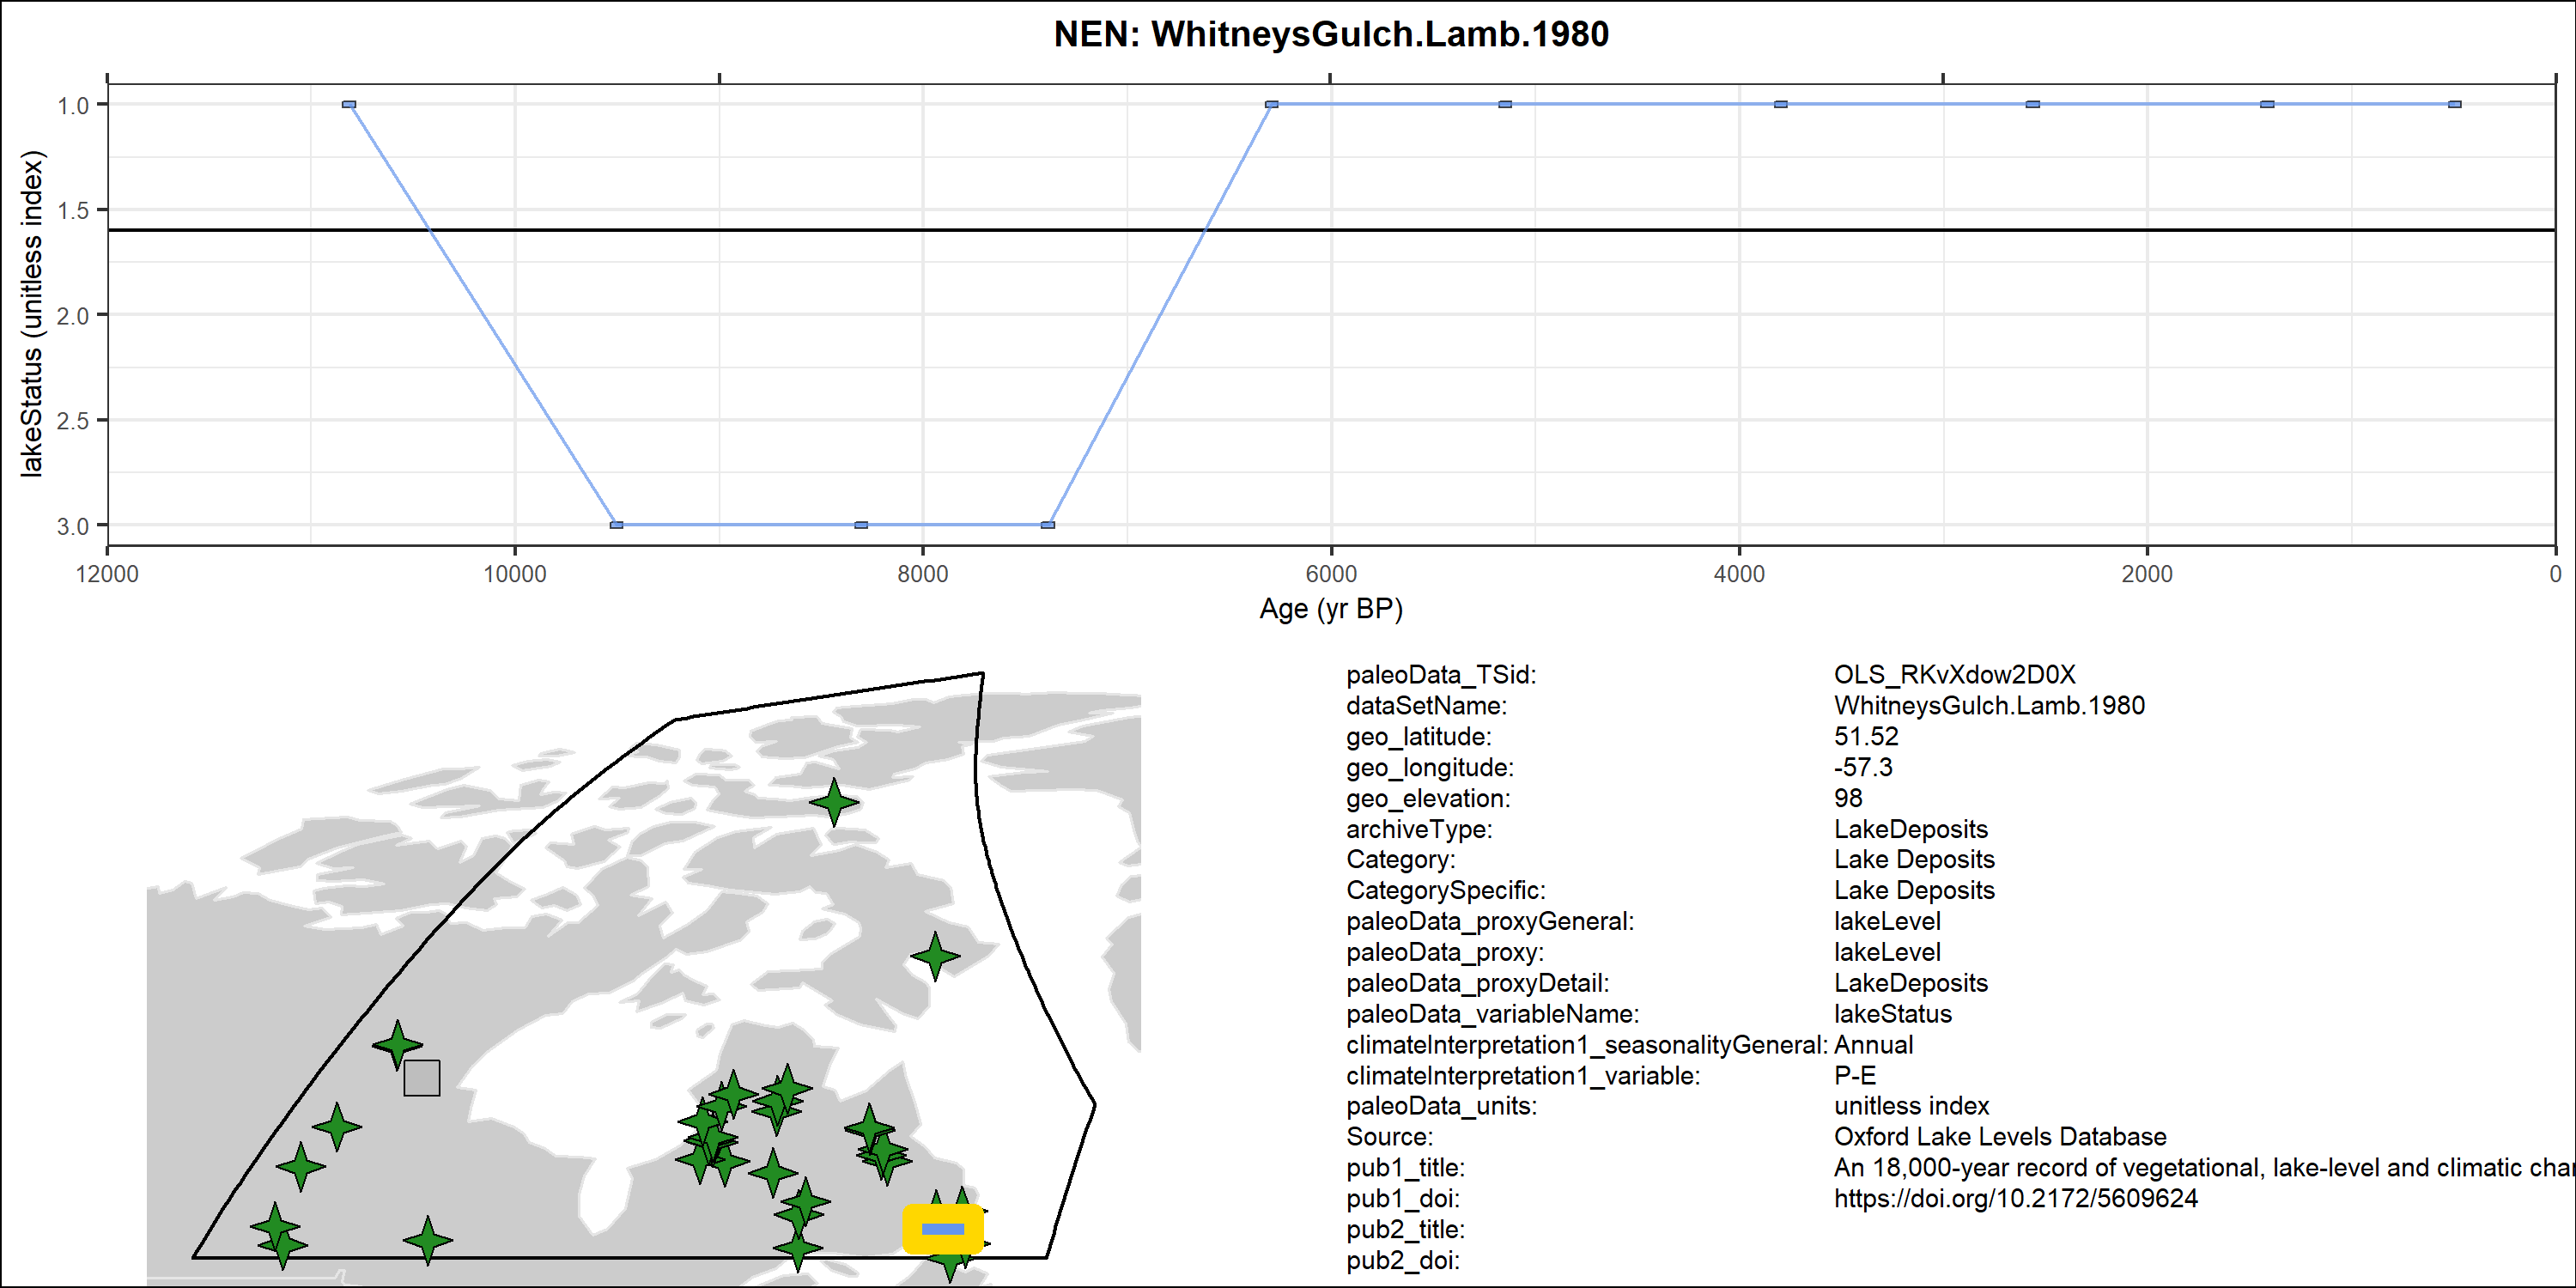 NEN: WhitneysGulch.Lamb.1980
lakeStatus (unitless index)
1.0
1.5
2.0
2.5
3.0
12000 10000 8000 6000 4000 2000 0
Age (yr BP)
paleoData_TSid: OLS_RKvXdow2D0X
dataSetName: WhitneysGulch.Lamb.1980
geo_latitude: 51.52
geo_longitude: -57.3
geo_elevation: 98
archiveType: LakeDeposits
Category: Lake Deposits
CategorySpecific: Lake Deposits
paleoData_proxyGeneral: lakeLevel
paleoData_proxy: lakeLevel
paleoData_proxyDetail: LakeDeposits
paleoData_variableName: lakeStatus
climateInterpretation1_seasonalityGeneral: Annual
climateInterpretation1_variable: P-E
paleoData_units: unitless index
Source: Oxford Lake Levels Database
pub1_title: An 18,000-year record of vegetational, lake-level and climatic
pub1_doi: https://doi.org/10.2172/5609624
pub2_title:
pub2_doi: